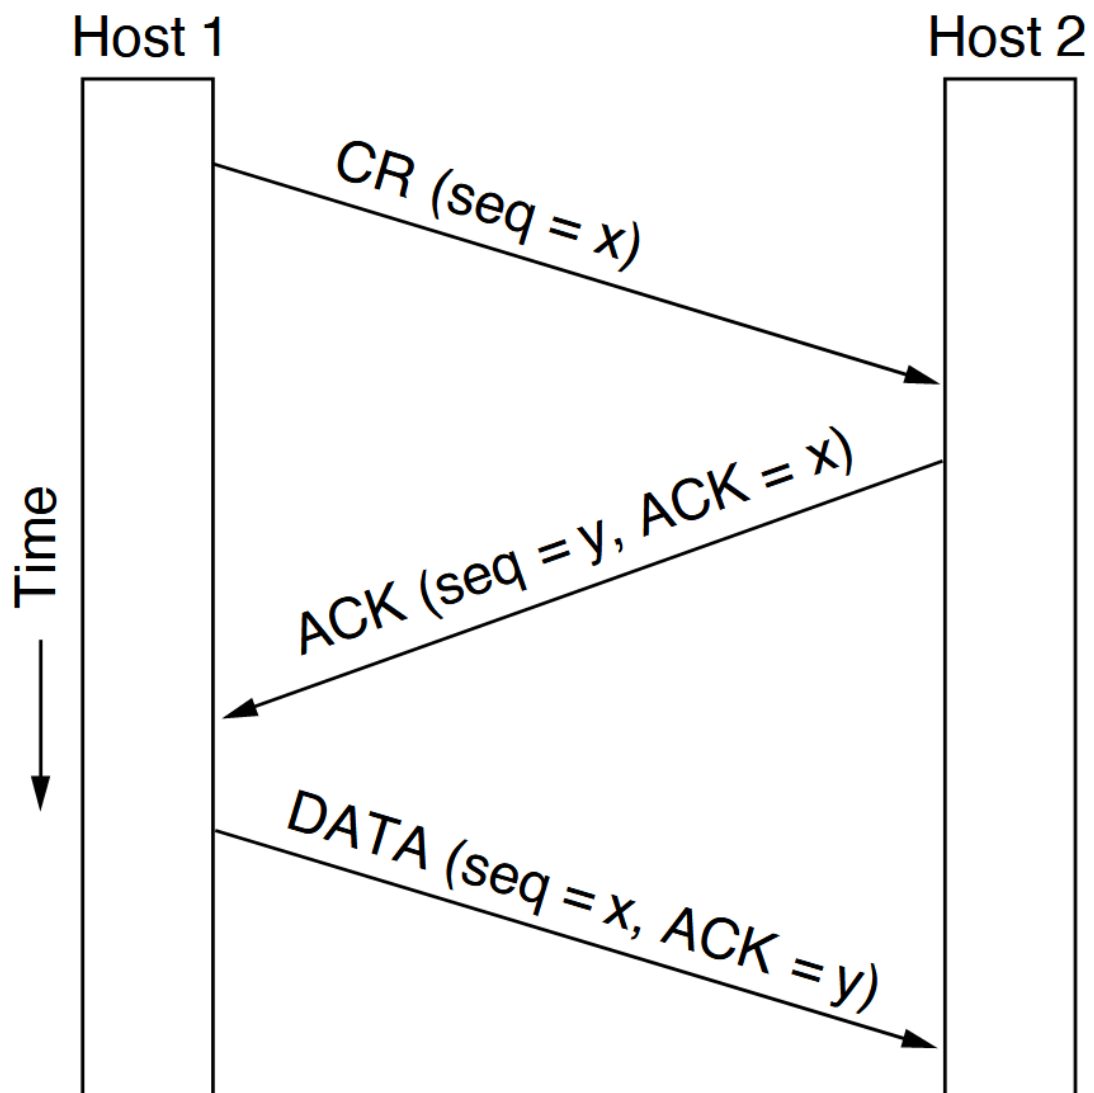 Host 1
Host 2
CR (seq = x)
ACK (seq = y, ACK = x)
Time
DATA (seq = x, ACK = y)